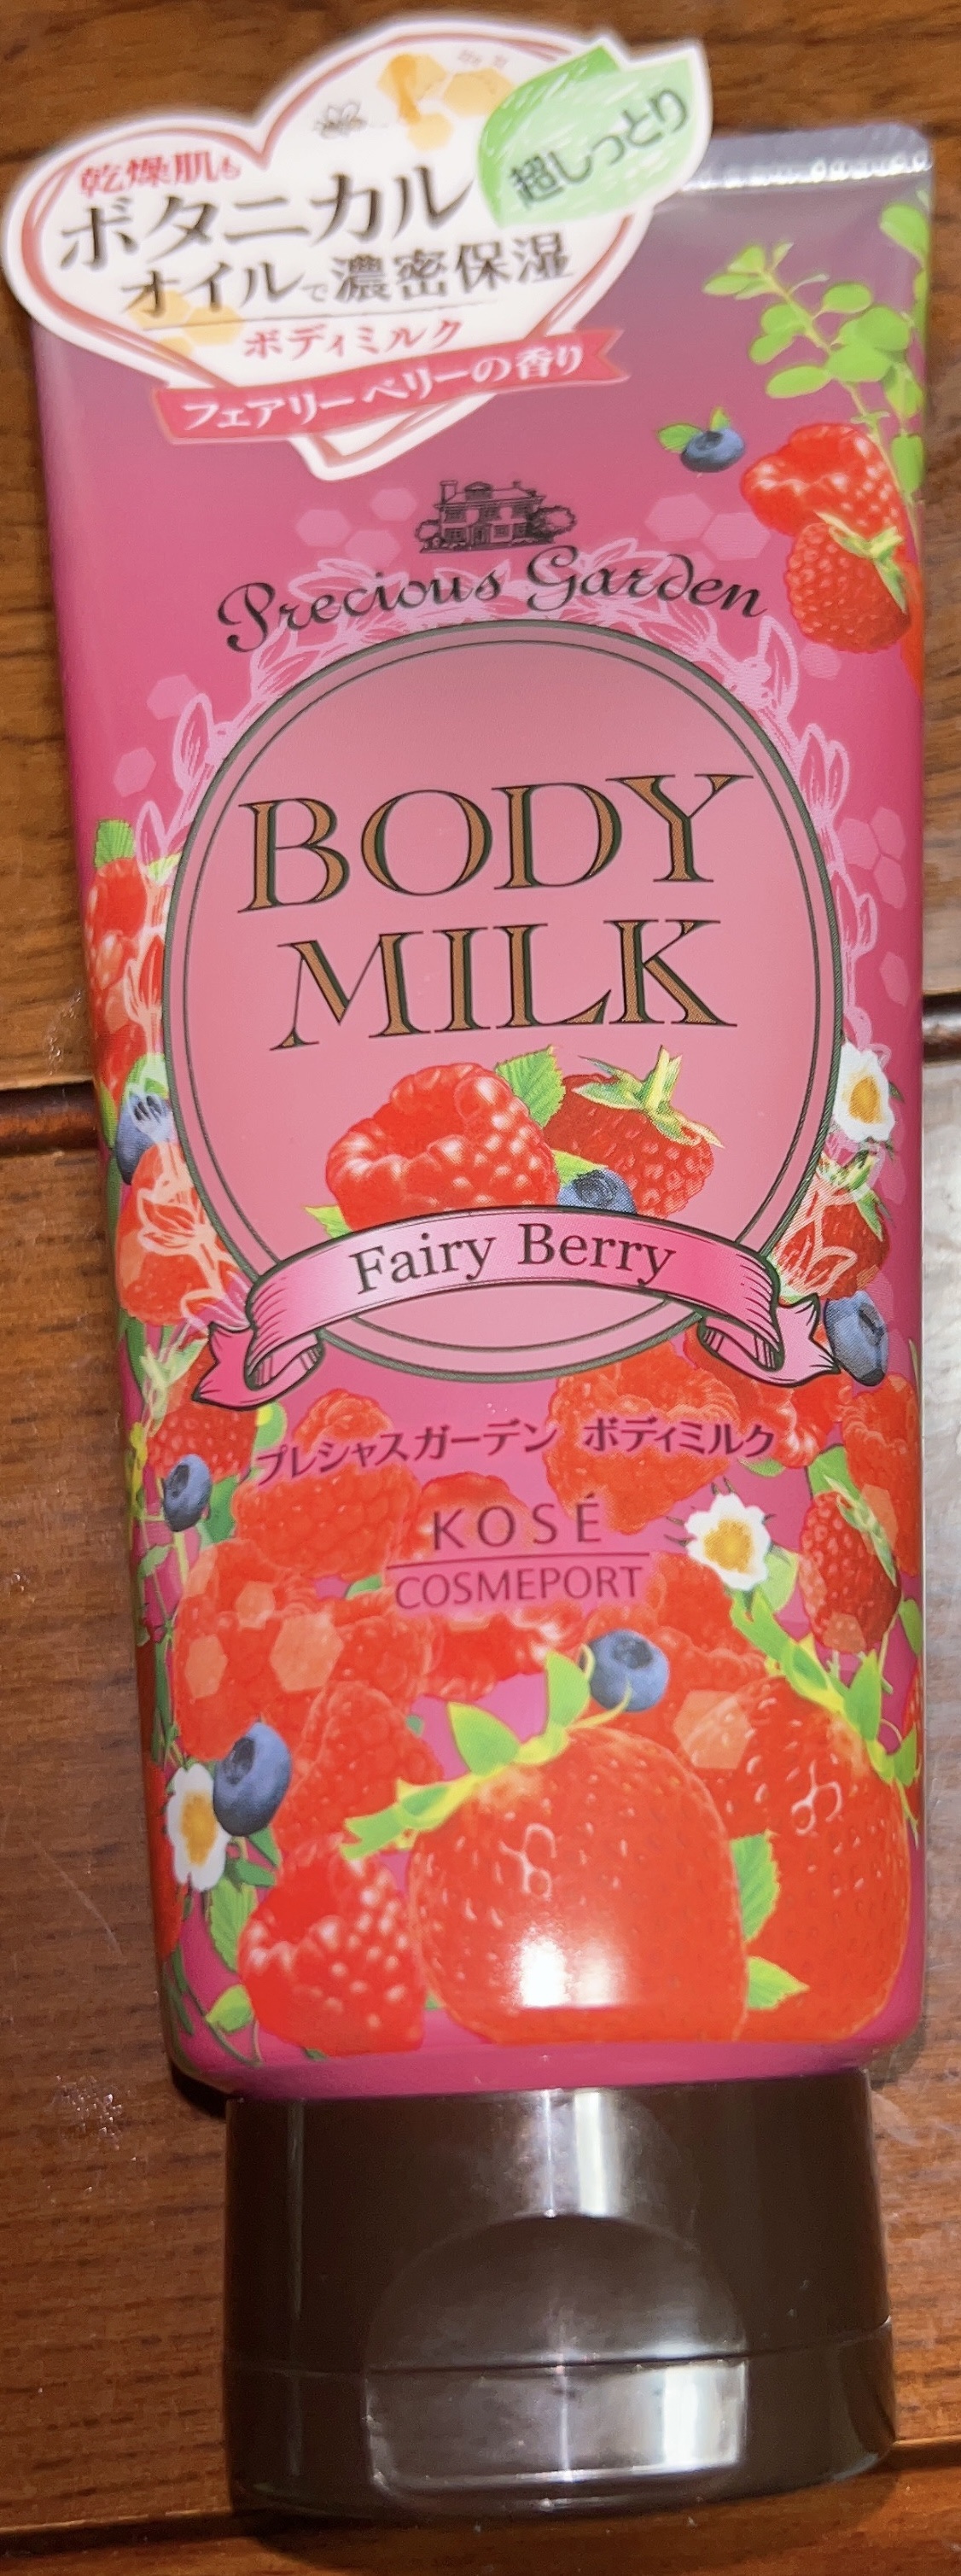 超しっとり
乾燥肌も
ボタニカル
オイルで濃密保湿
ボディミルク
フェアリーベリーの香り
Precious Garden
BODY
MILK
Fairy Berry
プレシャスガーデン ボディミルク
KOSÉ
COSMEPORT